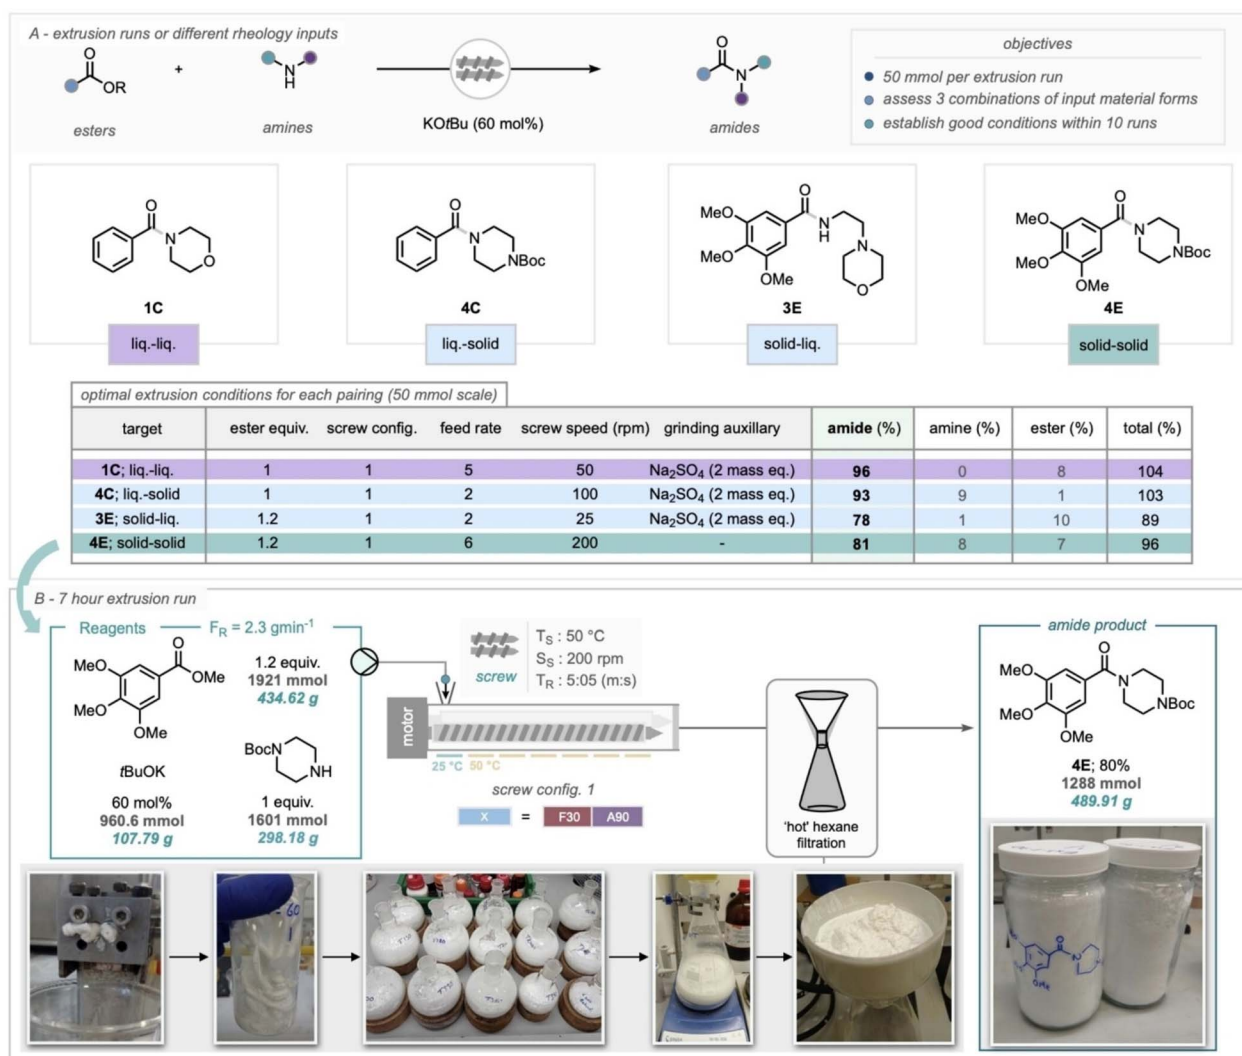 A - extrusion runs or different rheology inputs
O
OR
esters
+
N
H
amines
KOtBu (60 mol%)
O
N
amides
objectives
50 mmol per extrusion run
assess 3 combinations of input material forms
establish good conditions within 10 runs
O
N
O
1C
liq.-liq.
O
N
NBoc
4C
liq.-solid
O
MeO
N
H
MeO
N
OMe
O
3E
solid-liq.
O
MeO
N
MeO
NBoc
OMe
4E
solid-solid
optimal extrusion conditions for each pairing (50 mmol scale)
target ester equiv. screw config. feed rate screw speed (rpm) grinding auxillary amide (%) amine (%) ester (%) total (%)
1C; liq.-liq. 1 1 5 50 Na2SO4 (2 mass eq.) 96 0 8 104
4C; liq.-solid 1 1 2 100 Na2SO4 (2 mass eq.) 93 9 1 103
3E; solid-liq. 1.2 1 2 25 Na2SO4 (2 mass eq.) 78 1 10 89
4E; solid-solid 1.2 1 6 200 - 81 8 7 96
B - 7 hour extrusion run
Reagents FR = 2.3 gmin-1
O
MeO
OMe
MeO
OMe
1.2 equiv.
1921 mmol
434.62 g
tBuOK
60 mol%
960.6 mmol
107.79 g
BocN
NH
1 equiv.
1601 mmol
298.18 g
screw
TS : 50 °C
SS : 200 rpm
TR : 5:05 (m:s)
motor
25 °C 50 °C
screw config. 1
X = F30 A90
'hot' hexane
filtration
amide product
O
MeO
N
MeO
NBoc
OMe
4E; 80%
1288 mmol
489.91 g